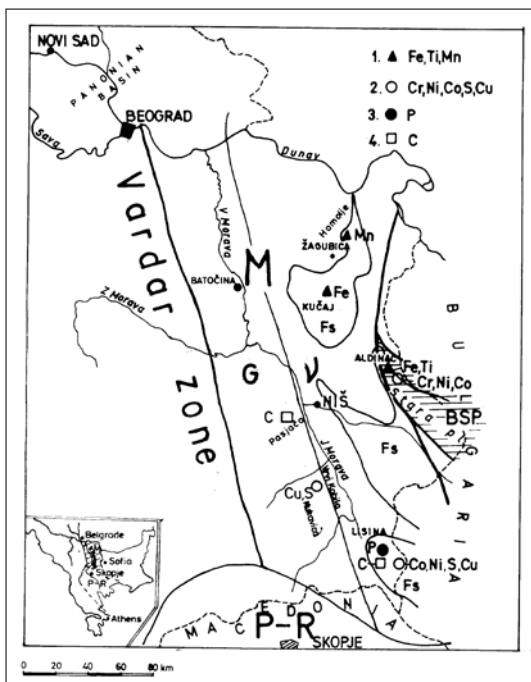 NOVI SAD
PANONIAN
BASIN
BEOGRAD
Sava
Dunav
1. ▲ Fe,Ti,Mn
2. ○ Cr,Ni,Co,S,Cu
3. ● P
4. □ C
Vardar
zone
V Morava
Homolje
Mn
ŽAGUBICA
M
BATOČINA
Fe
KUČAJ
Fs
Z Morava
BULGARIA
ALDINAC
Fe,Ti
Cr,Ni,Co
Stara pl
BSP
G
NIŠ
C
Pasjača
Fs
J Morava
Cu,S
LISINA
P
C
Co,Ni,S,Cu
Fs
MACEDONIA
P-R
SKOPJE
Belgrade
Sofia
Skopje
P-R
Athens
0 20 40 60 80 km